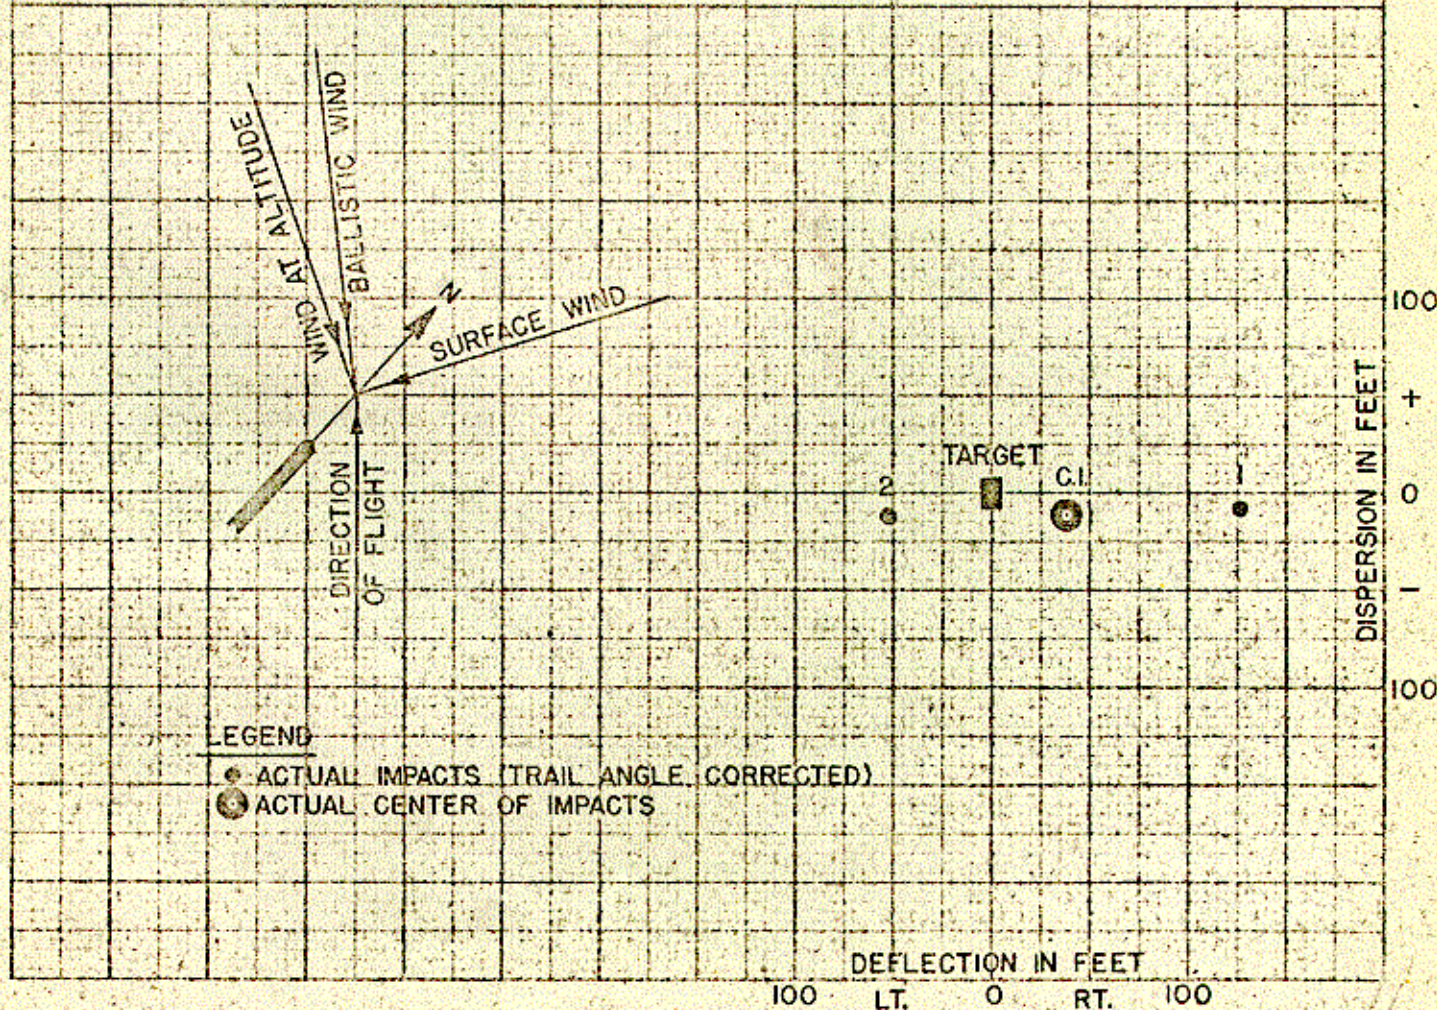 WIND AT ALTITUDE
BALLISTIC WIND
N
SURFACE WIND
DIRECTION
OF FLIGHT
TARGET
2
C.I.
1
100
+
0
-
100
DISPERSION IN FEET
LEGEND
ACTUAL IMPACTS (TRAIL ANGLE CORRECTED)
ACTUAL CENTER OF IMPACTS
DEFLECTION IN FEET
100 LT. 0 RT. 100